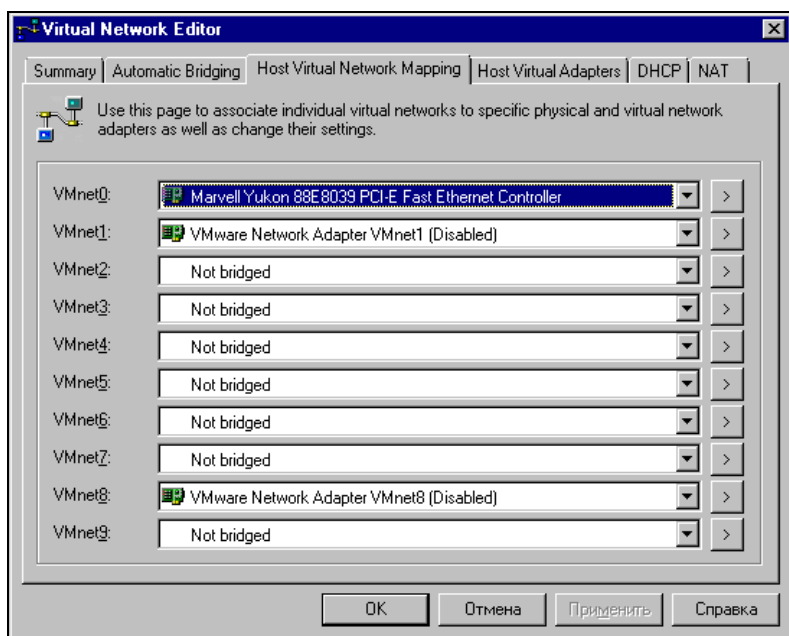 Virtual Network Editor
Summary Automatic Bridging Host Virtual Network Mapping Host Virtual Adapters DHCP NAT
Use this page to associate individual virtual networks to specific physical and virtual network
adapters as well as change their settings.
VMnet0: Marvell Yukon 88E8039 PCI-E Fast Ethernet Controller >
VMnet1: VMware Network Adapter VMnet1 (Disabled) >
VMnet2: Not bridged >
VMnet3: Not bridged >
VMnet4: Not bridged >
VMnet5: Not bridged >
VMnet6: Not bridged >
VMnet7: Not bridged >
VMnet8: VMware Network Adapter VMnet8 (Disabled) >
VMnet9: Not bridged >
OK Отмена Применить Справка